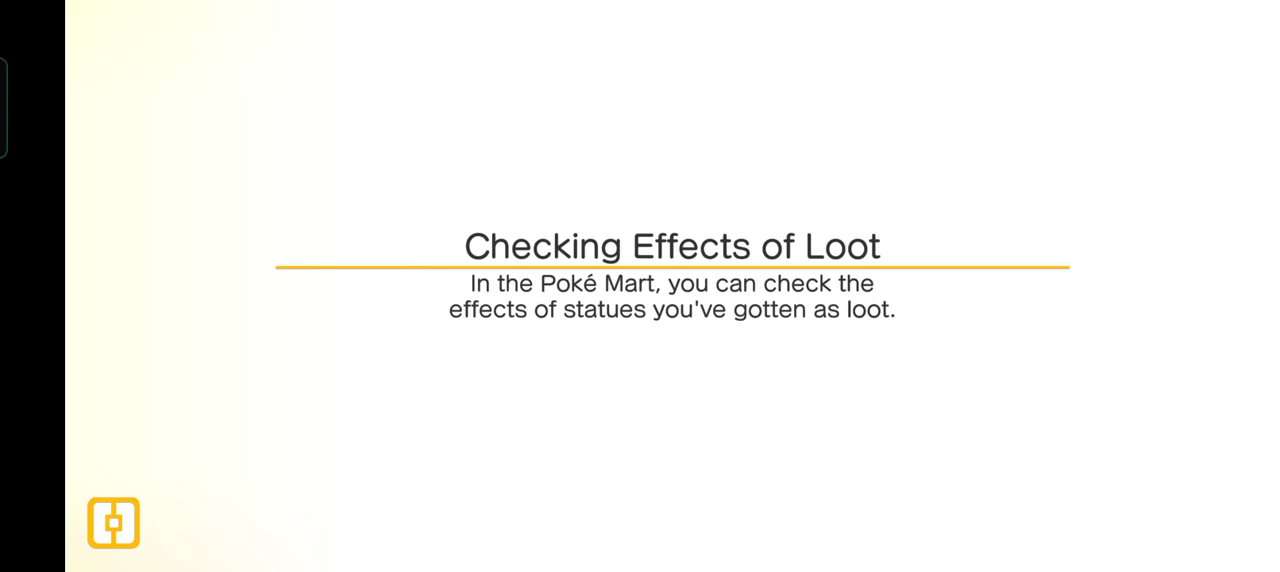 Checking Effects of Loot
In the Poké Mart, you can check the
effects of statues you've gotten as loot.